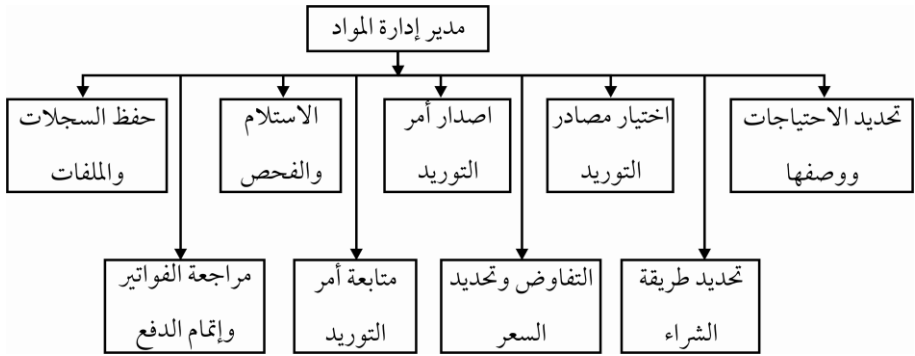 مدير إدارة المواد
تحديد الاحتياجات
ووصفها
اختيار مصادر
التوريد
اصدار أمر
التوريد
الاستلام
والفحص
حفظ السجلات
والملفات
تحديد طريقة
الشراء
التفاوض وتحديد
السعر
متابعة أمر
التوريد
مراجعة الفواتير
وإتمام الدفع